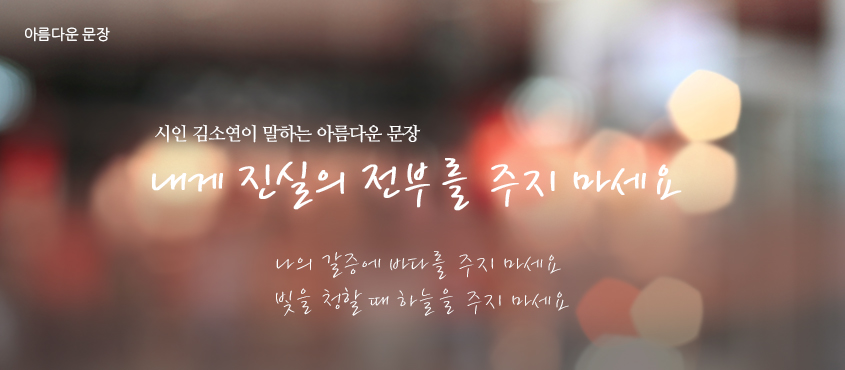 아름다운 문장
시인 김소연이 말하는 아름다운 문장
내게 진실의 전부를 주지 마세요
나의 갈증에 바다를 주지 마세요
빛을 청할 때 하늘을 주지 마세요